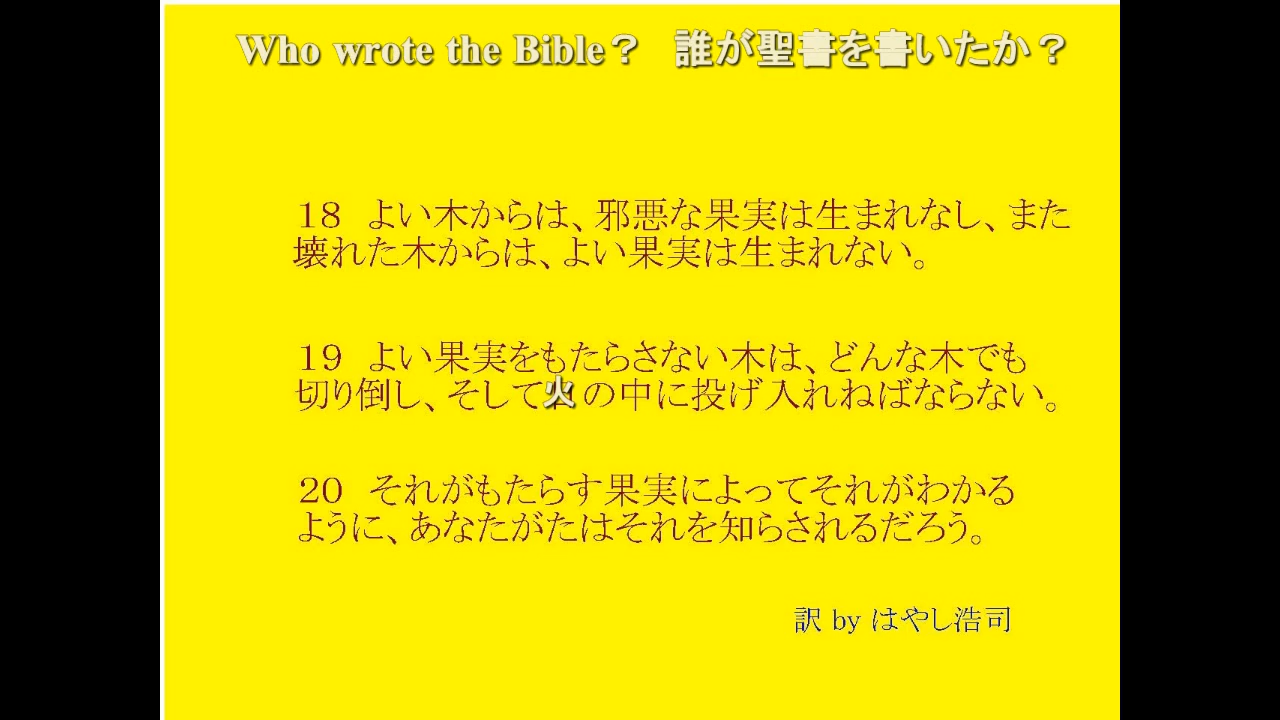 Who wrote the Bible？ 誰が聖書を書いたか？
18 よい木からは、邪悪な果実は生まれなし、また
壊れた木からは、よい果実は生まれない。
19 よい果実をもたらさない木は、どんな木でも
切り倒し、そして火の中に投げ入れねばならない。
20 それがもたらす果実によってそれがわかる
ように、あなたがたはそれを知らされるだろう。
訳 by はやし浩司